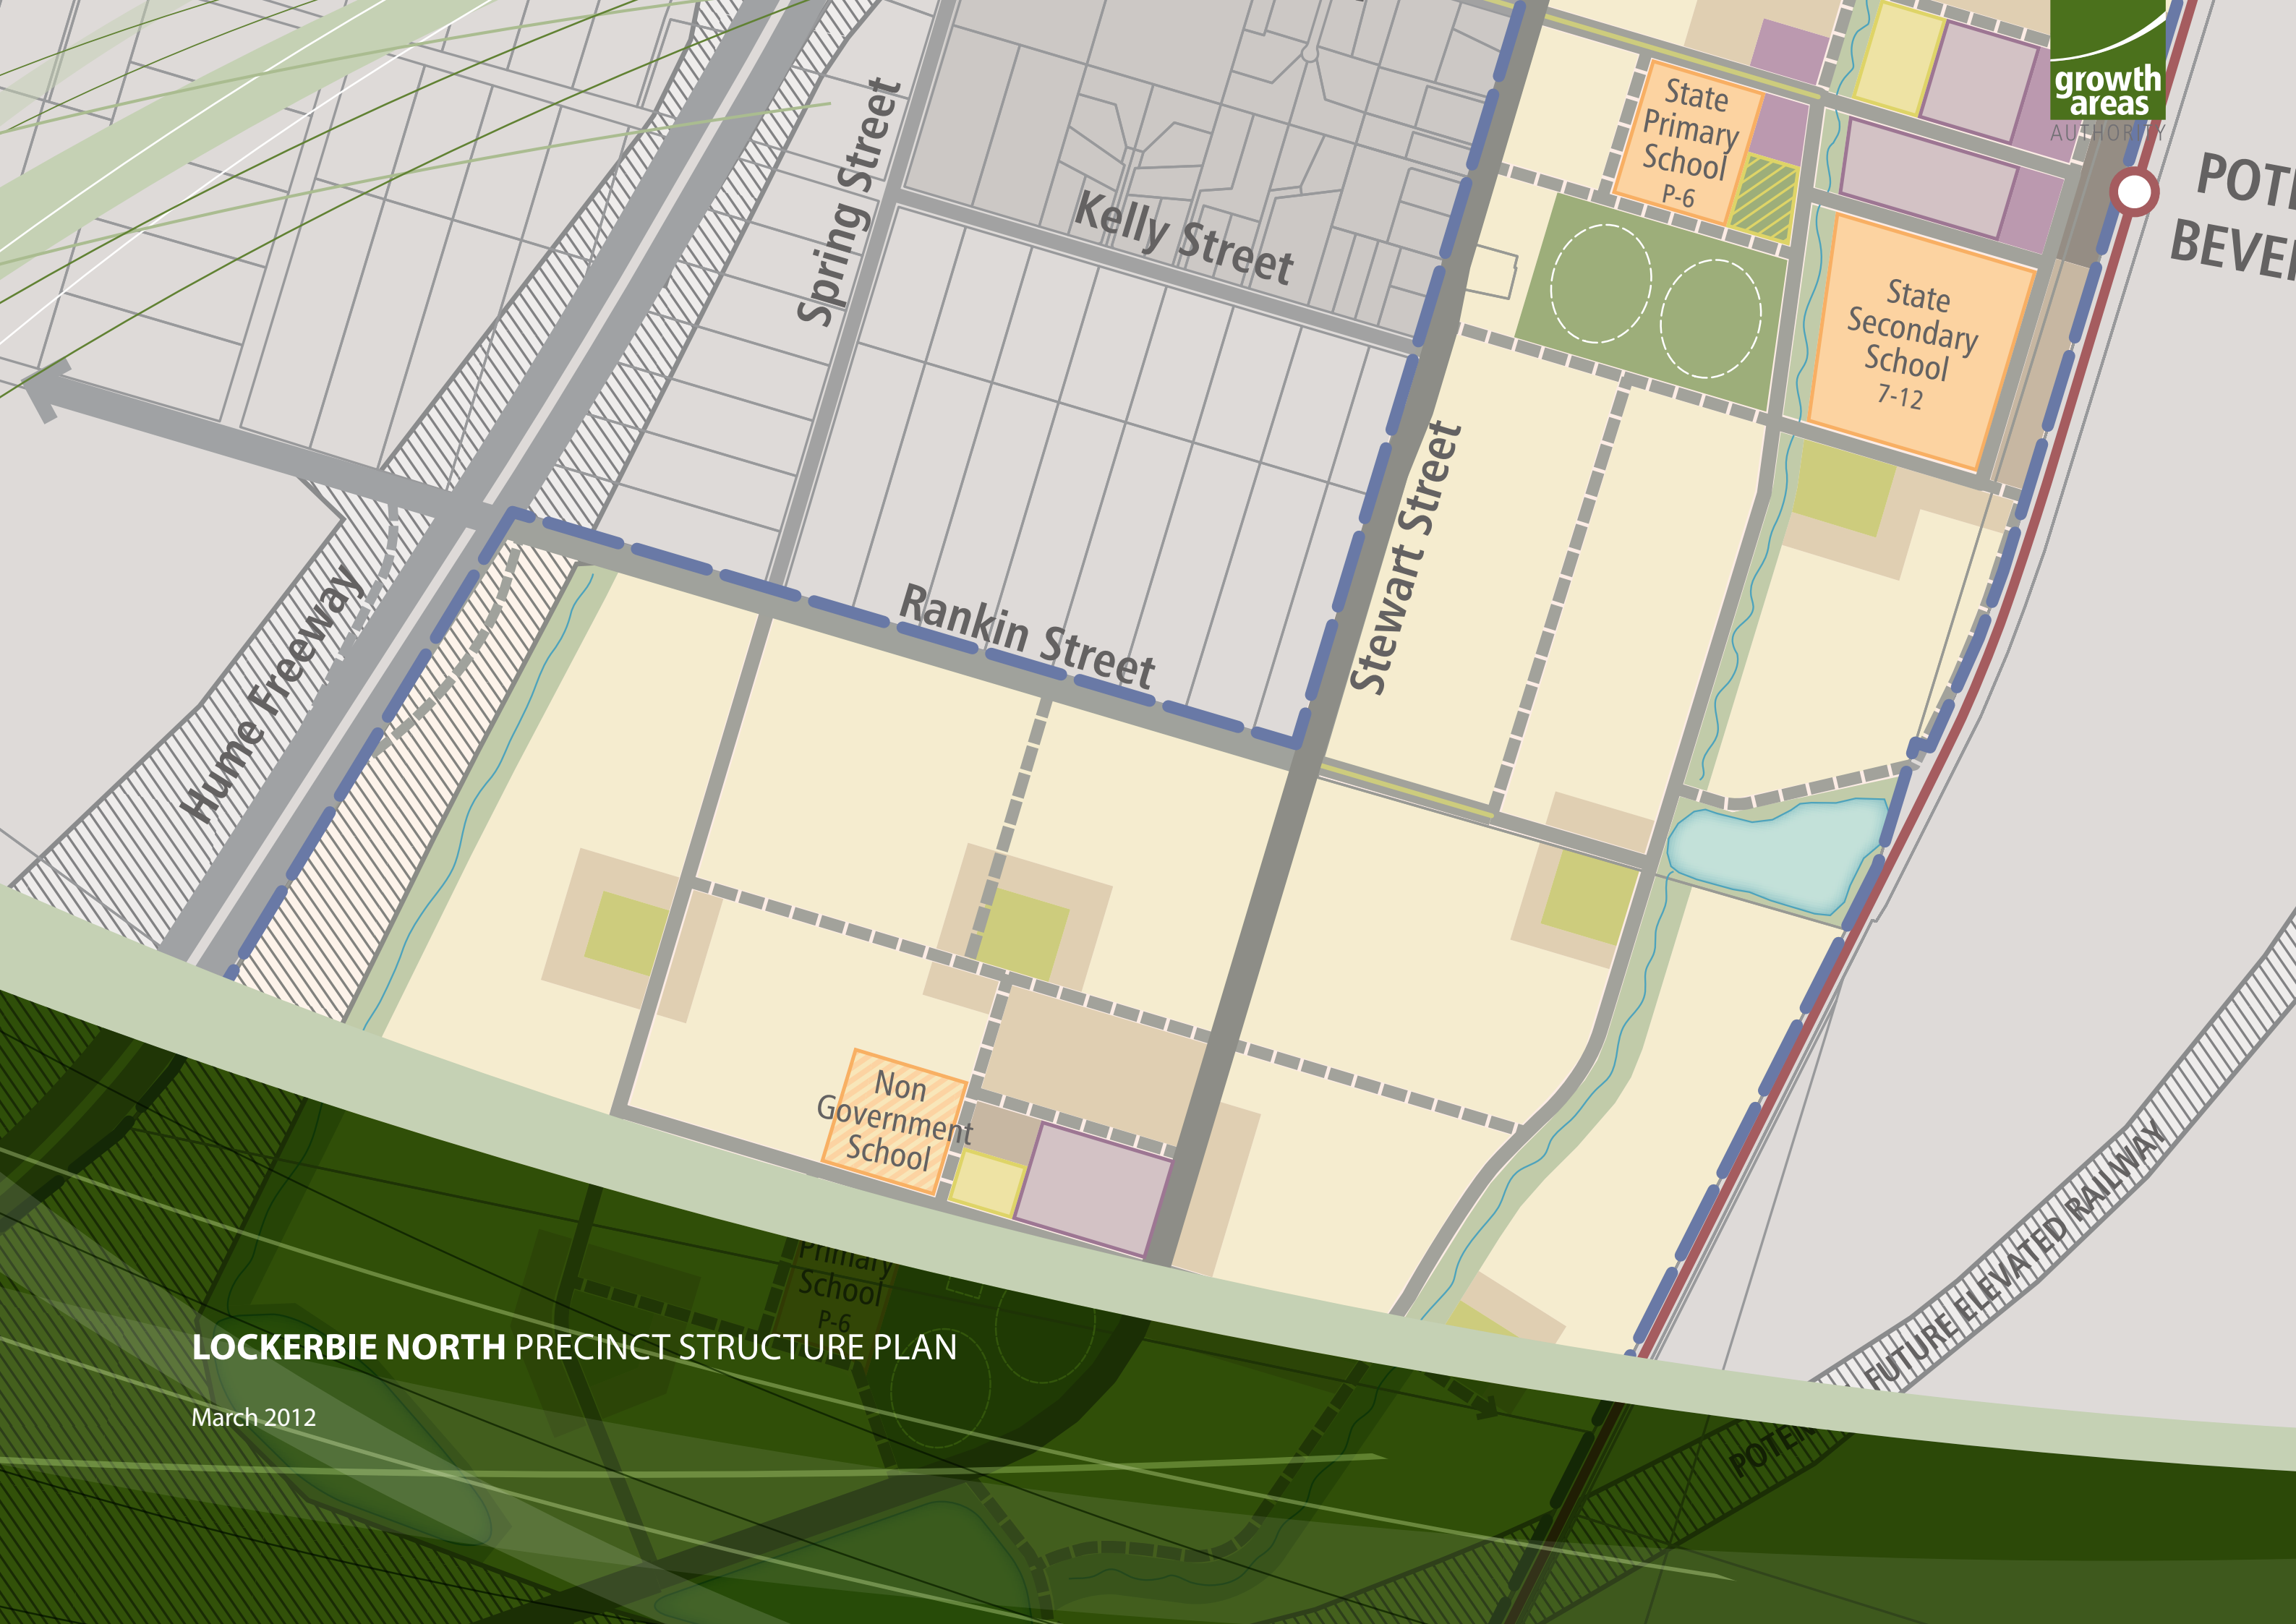 growth
areas
AUTHORITY
State
Primary
School
P-6
State
Secondary
School
7-12
Spring Street
Kelly Street
Stewart Street
Rankin Street
Hume Freeway
Non
Government
School
FUTURE ELEVATED RAILWAY
Primary
School
P-6
LOCKERBIE NORTH PRECINCT STRUCTURE PLAN
March 2012